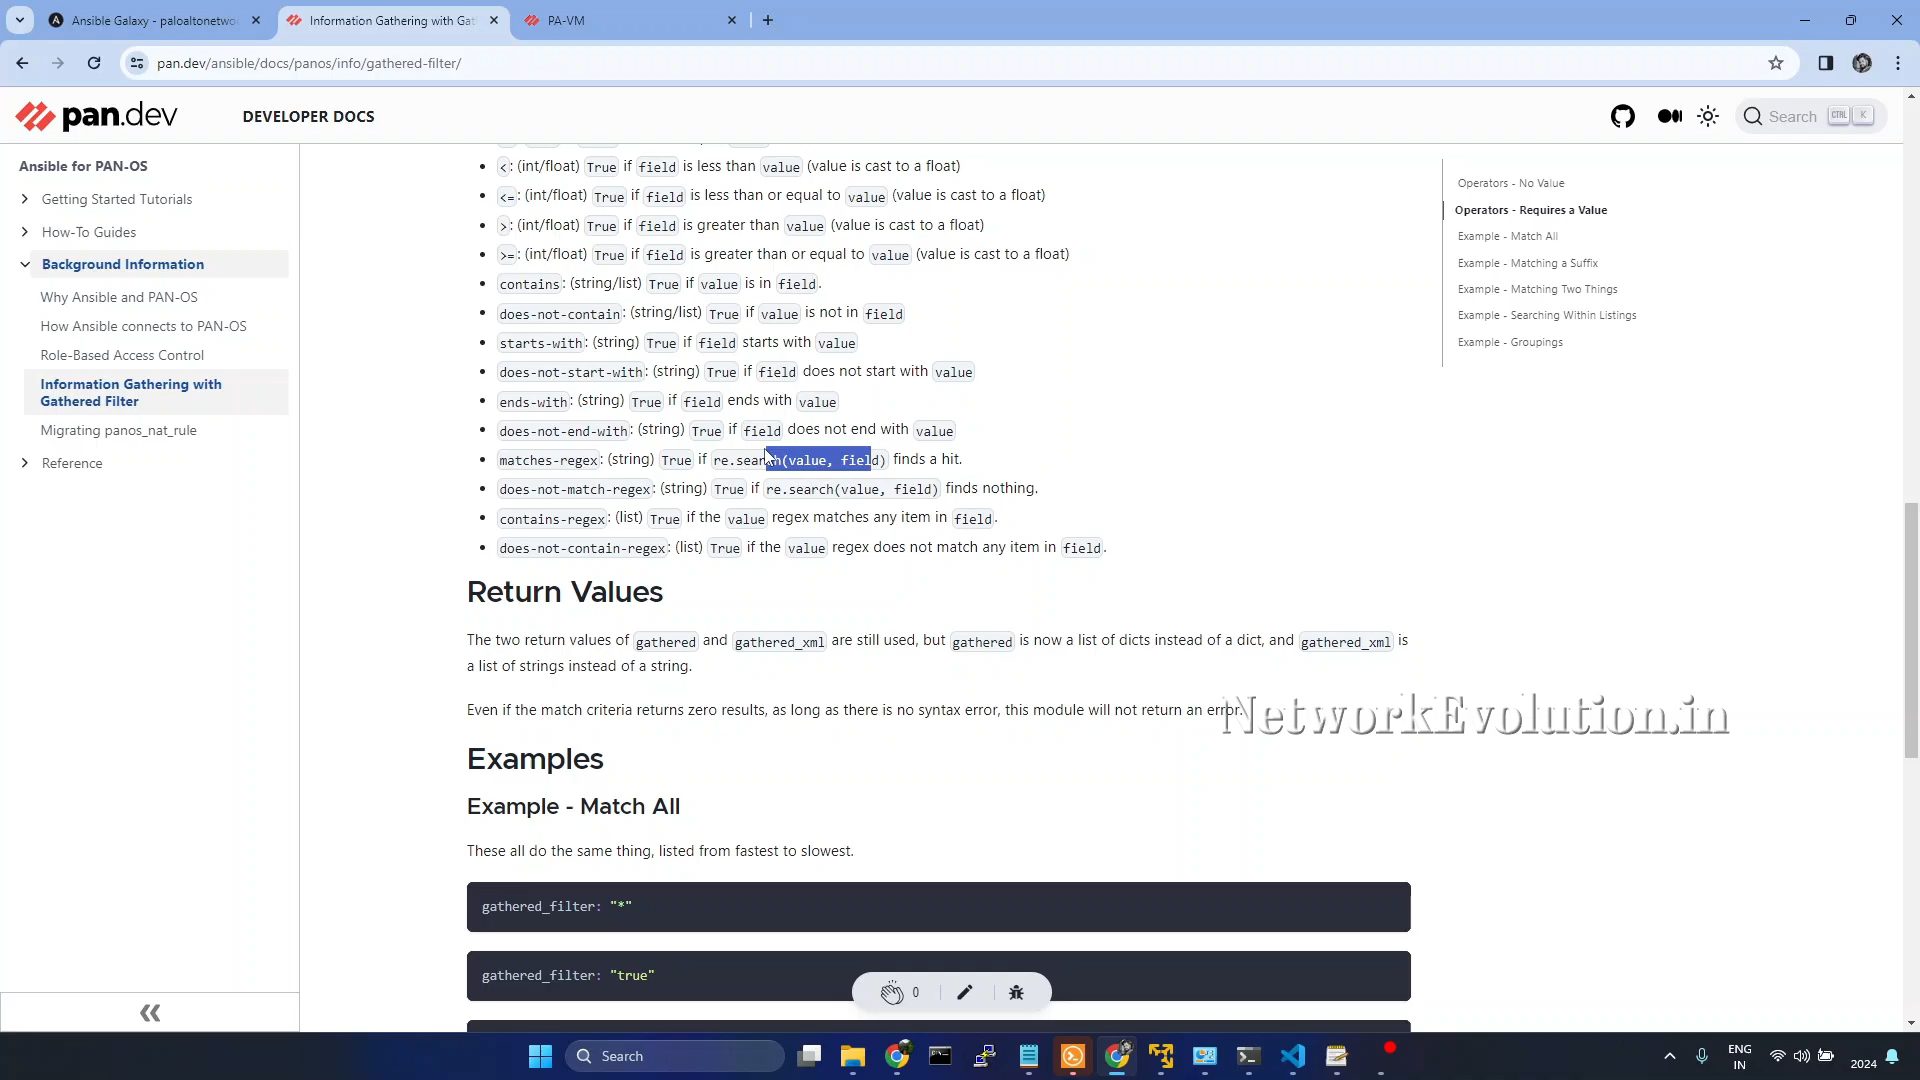 Ansible Galaxy - paloaltonetwo
Information Gathering with Gat
PA-VM
pan.dev/ansible/docs/panos/info/gathered-filter/
pan.dev
DEVELOPER DOCS
Search CTRL K
Ansible for PAN-OS
Getting Started Tutorials
How-To Guides
Background Information
Why Ansible and PAN-OS
How Ansible connects to PAN-OS
Role-Based Access Control
Information Gathering with
Gathered Filter
Migrating panos_nat_rule
Reference
<: (int/float) True if field is less than value (value is cast to a float)
<=: (int/float) True if field is less than or equal to value (value is cast to a float)
>: (int/float) True if field is greater than value (value is cast to a float)
>=: (int/float) True if field is greater than or equal to value (value is cast to a float)
contains: (string/list) True if value is in field.
does-not-contain: (string/list) True if value is not in field
starts-with: (string) True if field starts with value
does-not-start-with: (string) True if field does not start with value
ends-with: (string) True if field ends with value
does-not-end-with: (string) True if field does not end with value
matches-regex: (string) True if re.search(value, field) finds a hit.
does-not-match-regex: (string) True if re.search(value, field) finds nothing.
contains-regex: (list) True if the value regex matches any item in field.
does-not-contain-regex: (list) True if the value regex does not match any item in field.
Return Values
The two return values of gathered and gathered_xml are still used, but gathered is now a list of dicts instead of a dict, and gathered_xml is
a list of strings instead of a string.
Even if the match criteria returns zero results, as long as there is no syntax error, this module will not return an error.
NetworkEvolution.in
Examples
Example - Match All
These all do the same thing, listed from fastest to slowest.
gathered_filter: "*"
gathered_filter: "true"
0
Operators - No Value
Operators - Requires a Value
Example - Match All
Example - Matching a Suffix
Example - Matching Two Things
Example - Searching Within Listings
Example - Groupings
Search
ENG
IN
2024